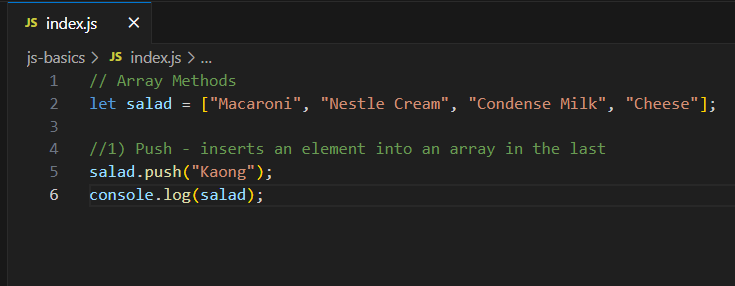 JS index.js ×
js-basics > JS index.js > ...
1 // Array Methods
2 let salad = ["Macaroni", "Nestle Cream", "Condense Milk", "Cheese"];
3
4 //1) Push - inserts an element into an array in the last
5 salad.push("Kaong");
6 console.log(salad);